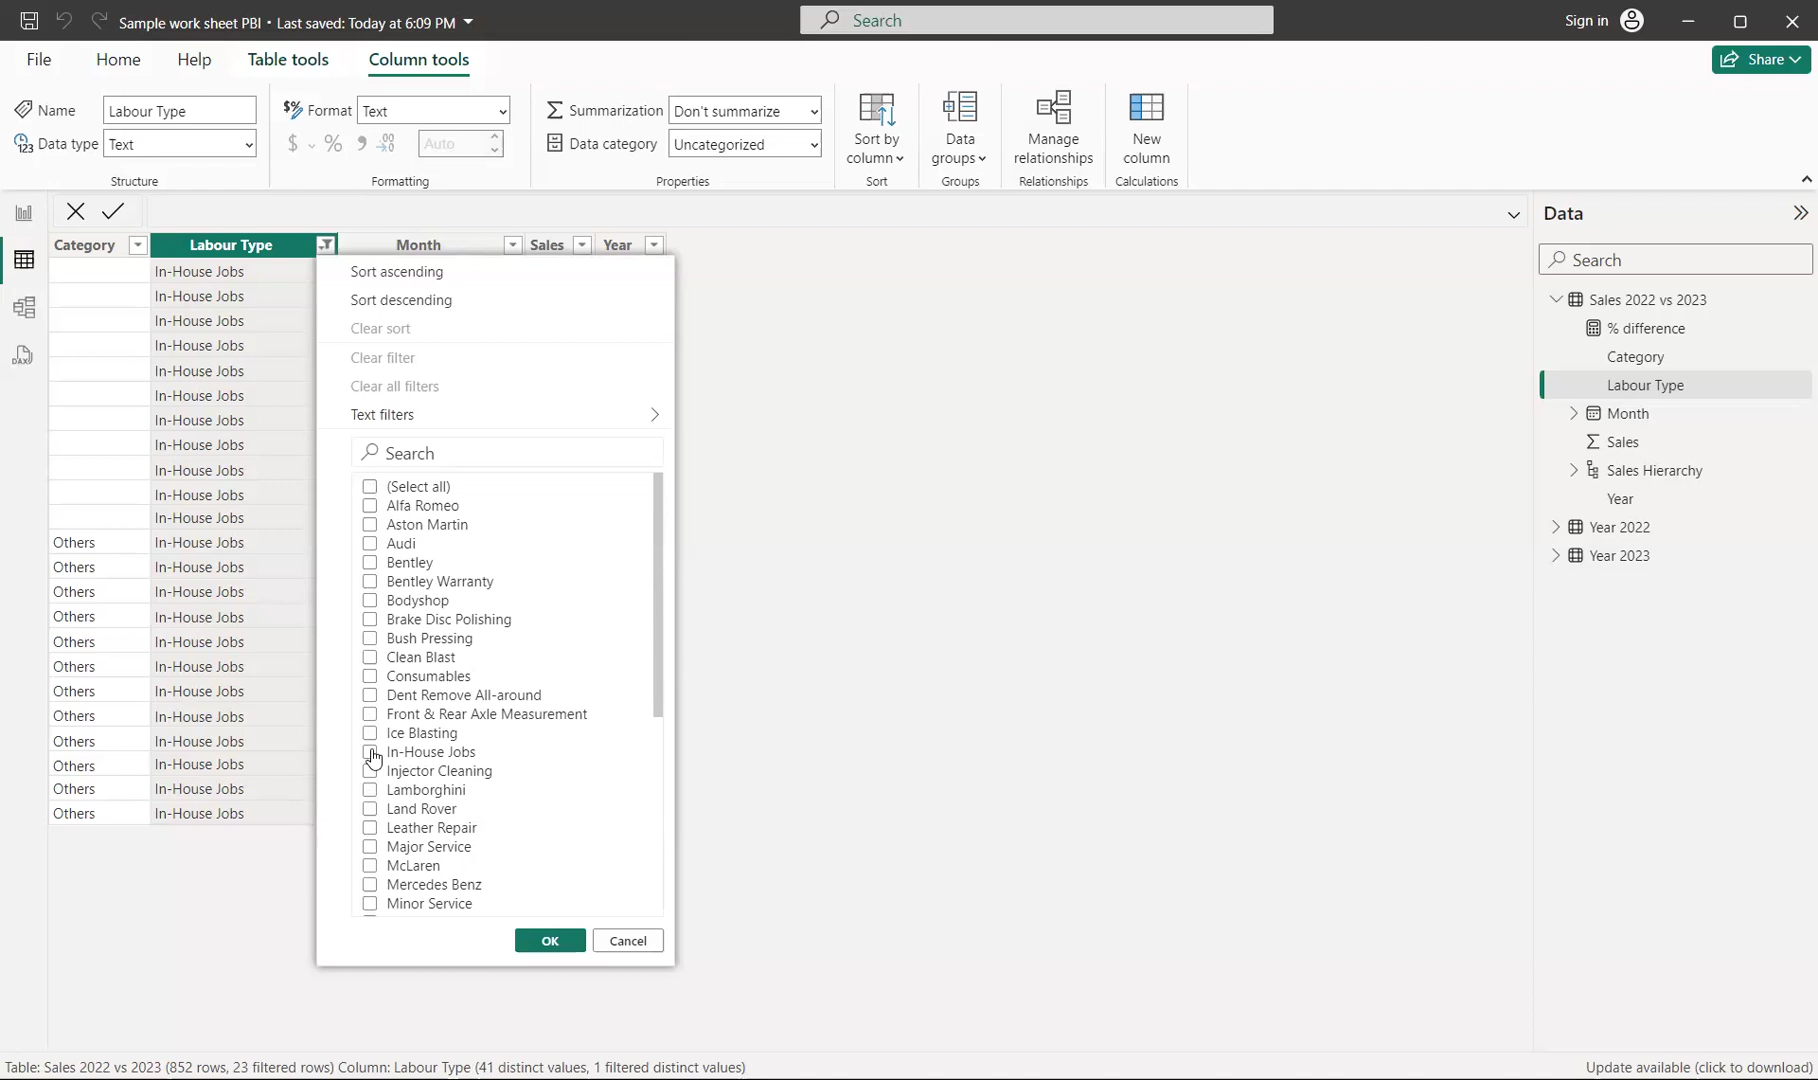 Sample work sheet PBI • Last saved: Today at 6:09 PM
Search
Sign in
File
Home
Help
Table tools
Column tools
Share
Name
Labour Type
Data type
Text
Structure
$% Format
Text
$ % 9 .00
Auto
Formatting
Σ Summarization
Don't summarize
Data category
Uncategorized
Properties
Sort by
column
Sort
Data
groups
Groups
Manage
relationships
Relationships
New
column
Calculations
Category
Labour Type
Month
Sales
Year
In-House Jobs
In-House Jobs
In-House Jobs
In-House Jobs
In-House Jobs
In-House Jobs
In-House Jobs
In-House Jobs
In-House Jobs
In-House Jobs
In-House Jobs
Others In-House Jobs
Others In-House Jobs
Others In-House Jobs
Others In-House Jobs
Others In-House Jobs
Others In-House Jobs
Others In-House Jobs
Others In-House Jobs
Others In-House Jobs
Others In-House Jobs
Others In-House Jobs
Others In-House Jobs
Sort ascending
Sort descending
Clear sort
Clear filter
Clear all filters
Text filters
Search
(Select all)
Alfa Romeo
Aston Martin
Audi
Bentley
Bentley Warranty
Bodyshop
Brake Disc Polishing
Bush Pressing
Clean Blast
Consumables
Dent Remove All-around
Front & Rear Axle Measurement
Ice Blasting
In-House Jobs
Injector Cleaning
Lamborghini
Land Rover
Leather Repair
Major Service
McLaren
Mercedes Benz
Minor Service
OK
Cancel
Data
Search
Sales 2022 vs 2023
% difference
Category
Labour Type
Month
Σ Sales
Sales Hierarchy
Year
Year 2022
Year 2023
DAX
Table: Sales 2022 vs 2023 (852 rows, 23 filtered rows) Column: Labour Type (41 distinct values, 1 filtered distinct values)
Update available (click to download)